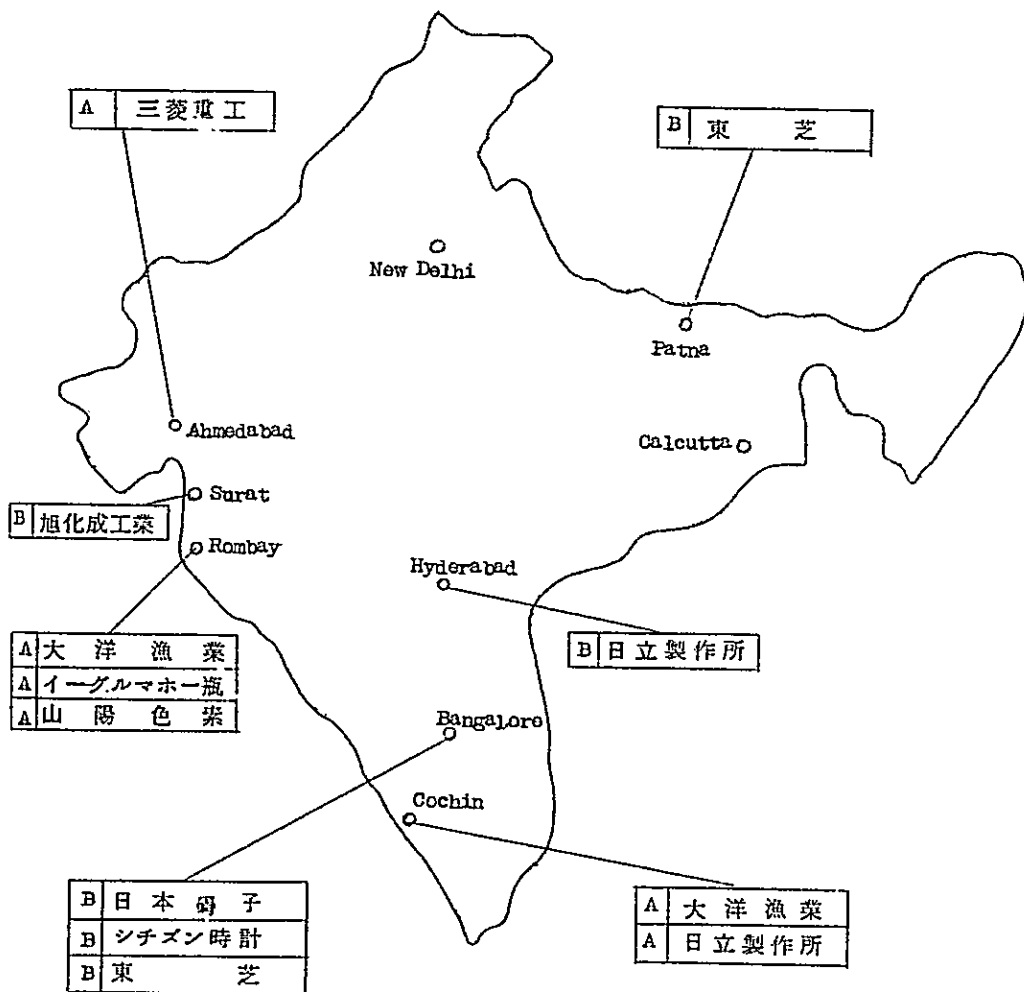 A 三菱重工
B 東芝
New Delhi
Patna
Ahmedabad
Calcutta
Surat
B 旭化成工業
Rombay
Hyderabad
A 大洋漁業
A イーグルマホー瓶
A 山陽色素
B 日立製作所
Bangaloro
Cochin
B 日本碍子
B シチズン時計
B 東芝
A 大洋漁業
A 日立製作所